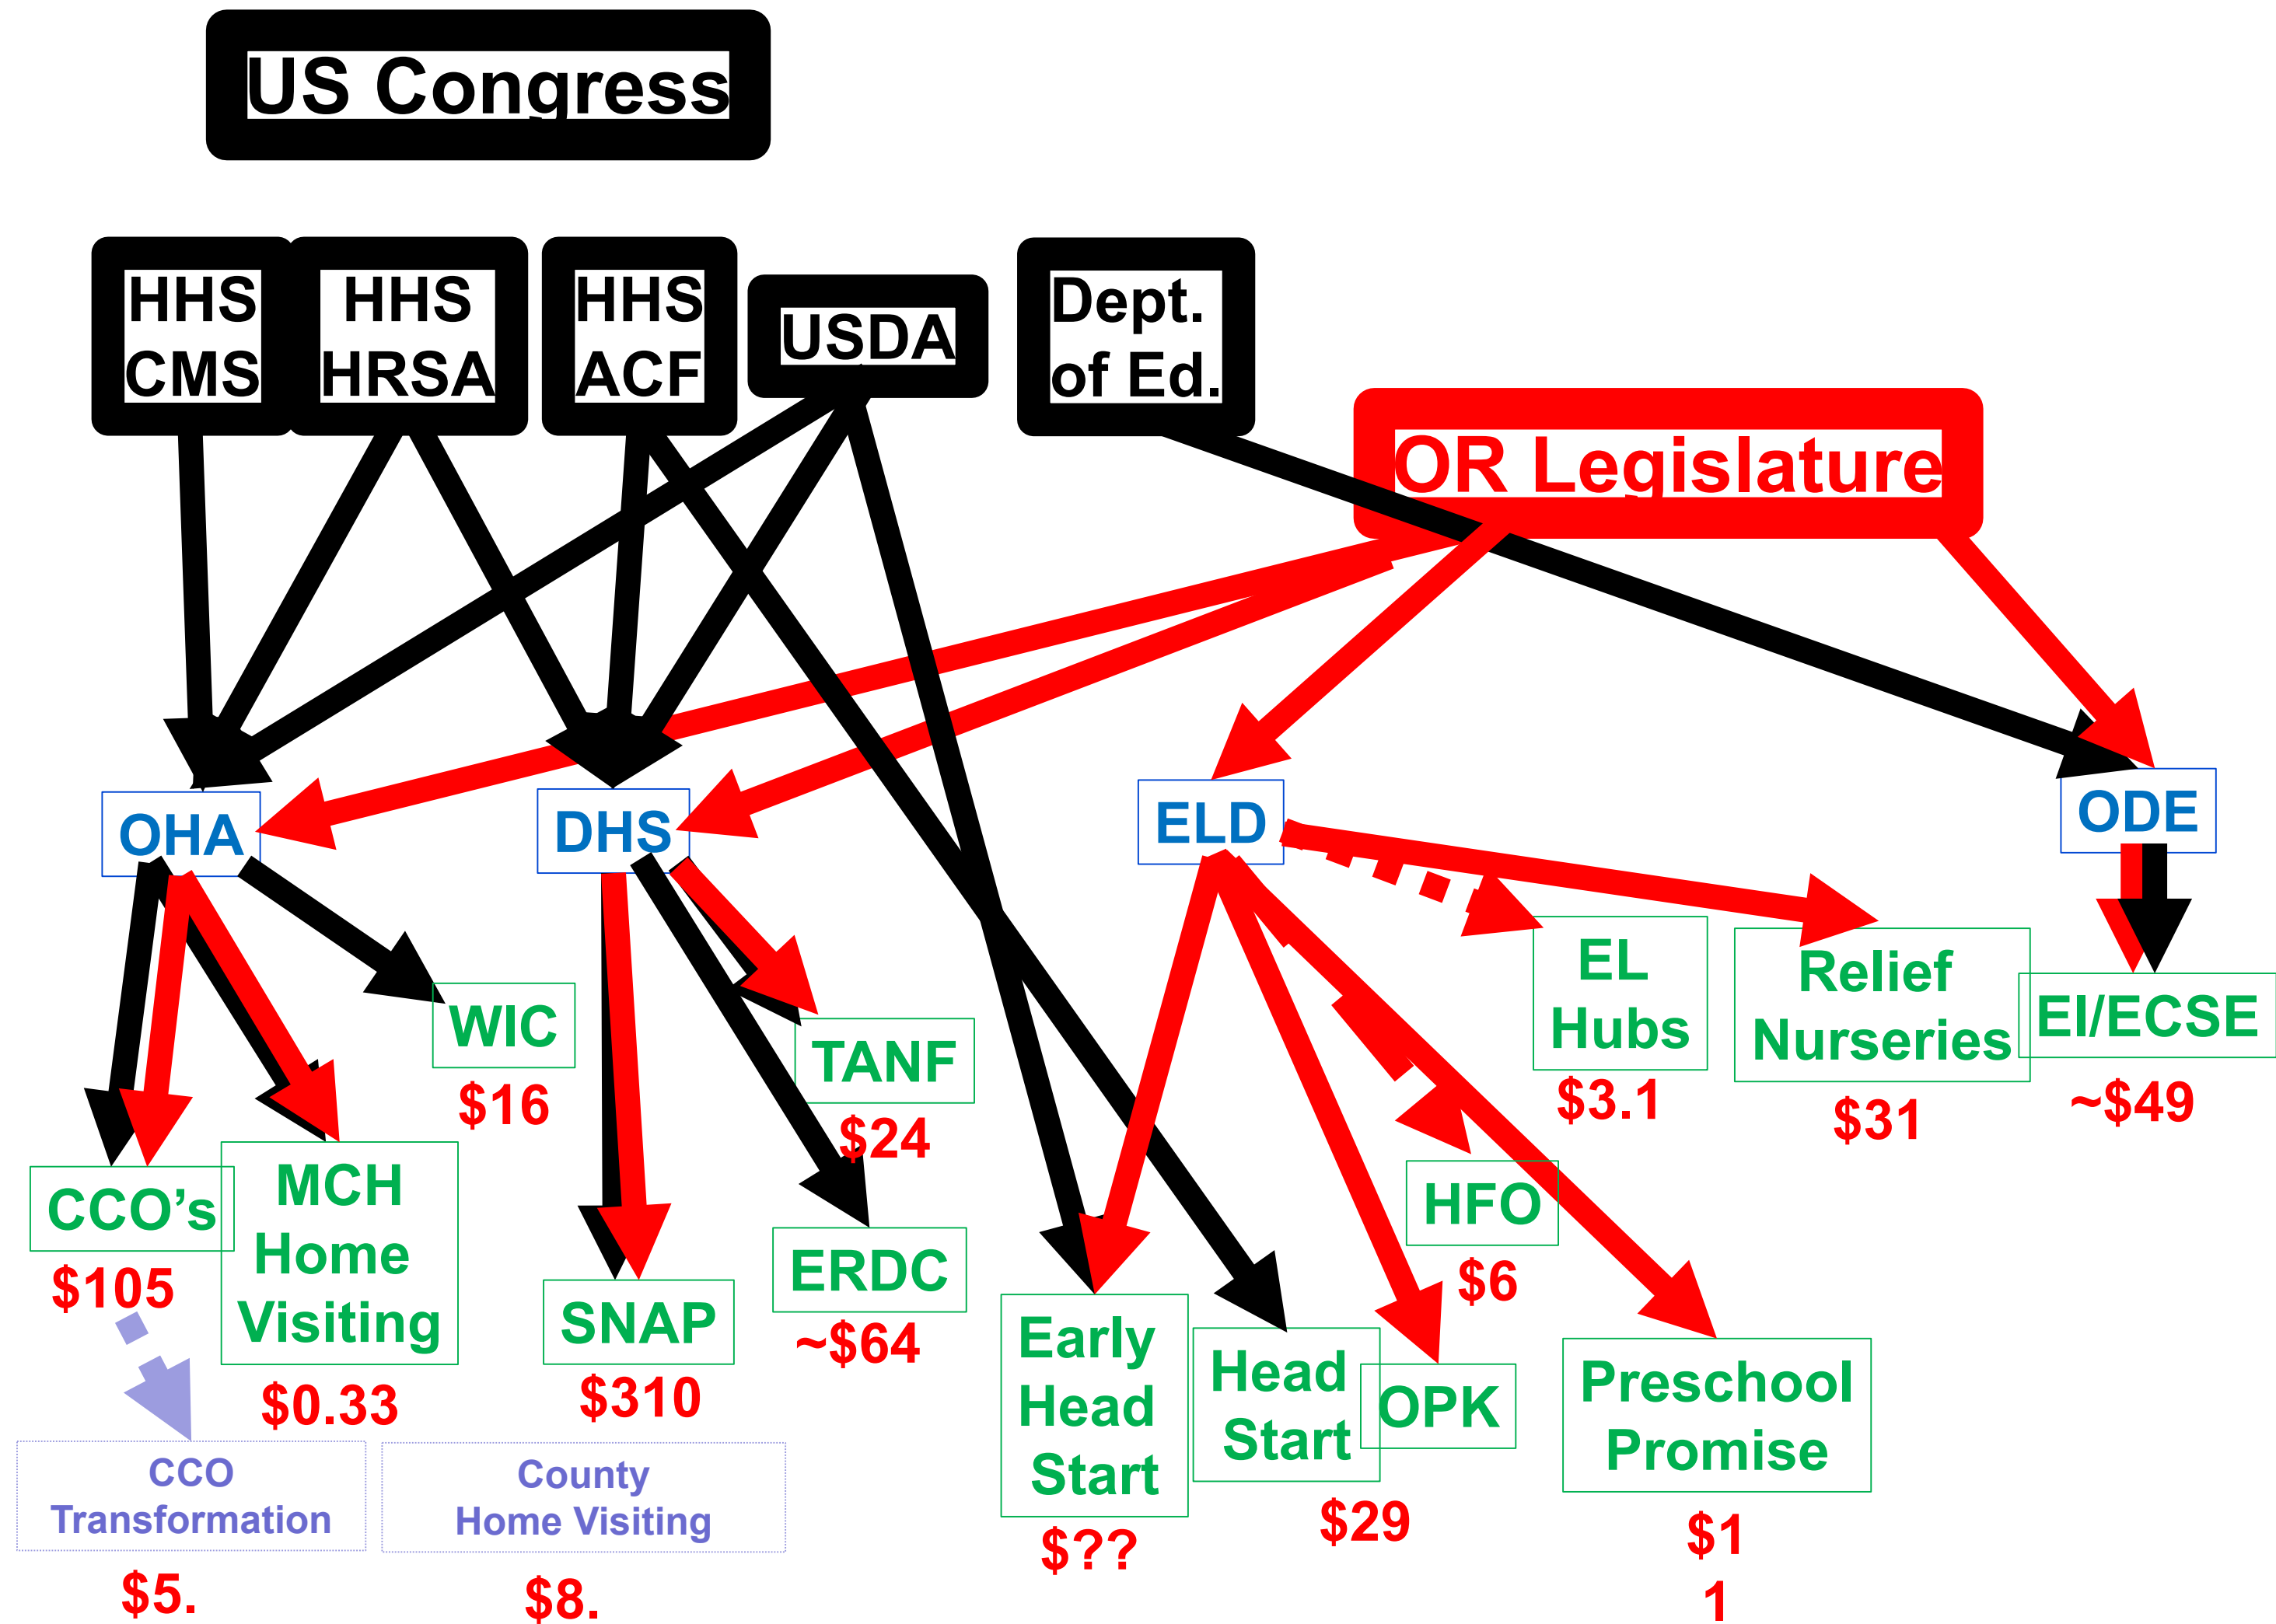 US Congress
HHS
CMS
HHS
HRSA
HHS
ACF
USDA
Dept.
of Ed.
OR Legislature
OHA
DHS
ELD
ODE
EL
Hubs
$3.1
Relief
Nurseries
$31
EI/ECSE
~$49
WIC
$16
TANF
$24
CCO's
$105
MCH
Home
Visiting
$0.33
SNAP
$310
ERDC
~$64
HFO
$6
Early
Head
Start
$??
Head
Start
OPK
$29
Preschool
Promise
$1
1
CCO
Transformation
$5.
County
Home Visiting
$8.